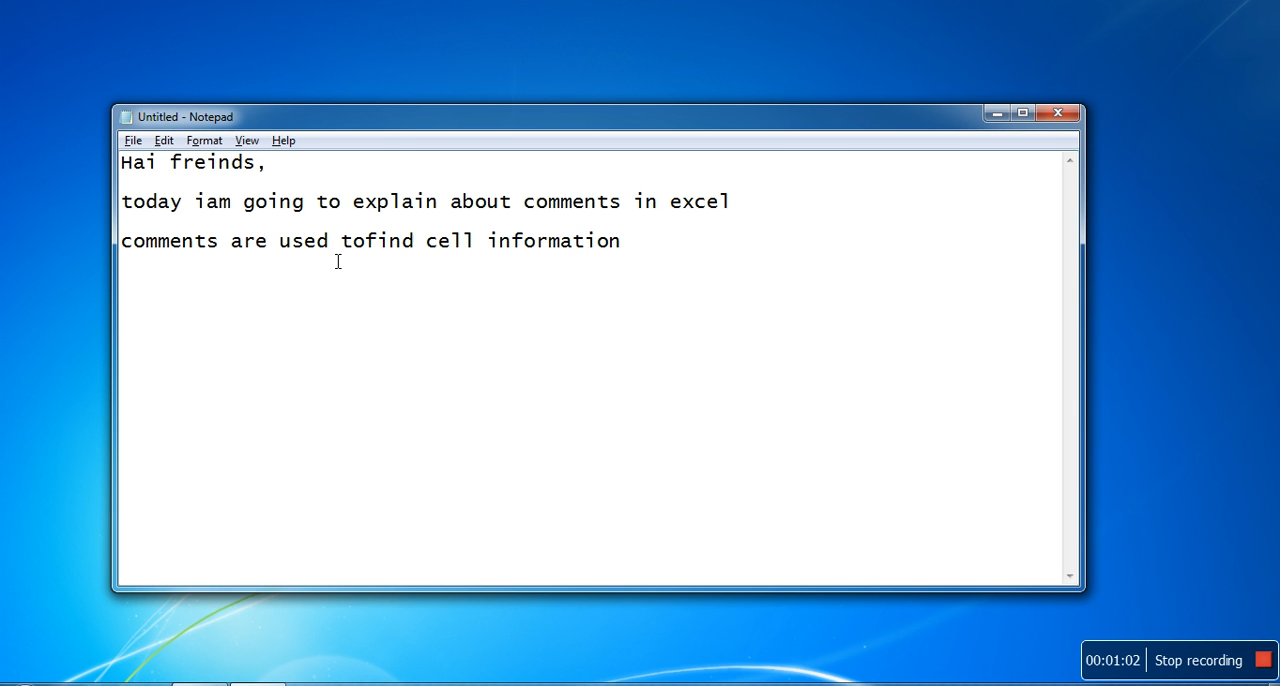 Untitled - Notepad
File Edit Format View Help
Hai freinds,
today iam going to explain about comments in excel
comments are used tofind cell information
00:01:02 Stop recording